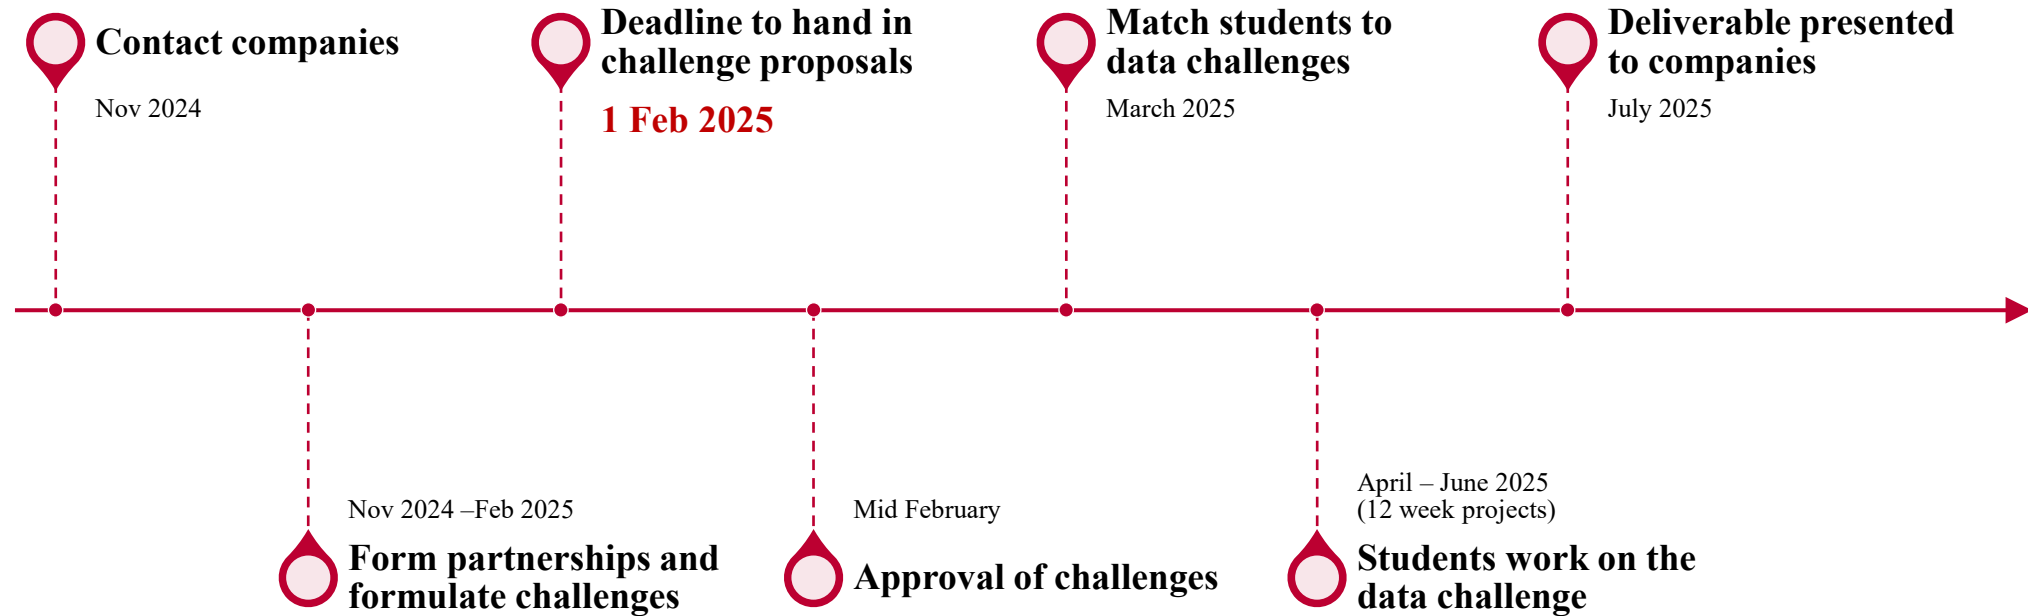 Contact companies
Nov 2024
Deadline to hand in
challenge proposals
1 Feb 2025
Match students to
data challenges
March 2025
Deliverable presented
to companies
July 2025
Nov 2024 –Feb 2025
Form partnerships and
formulate challenges
Mid February
Approval of challenges
April – June 2025
(12 week projects)
Students work on the
data challenge